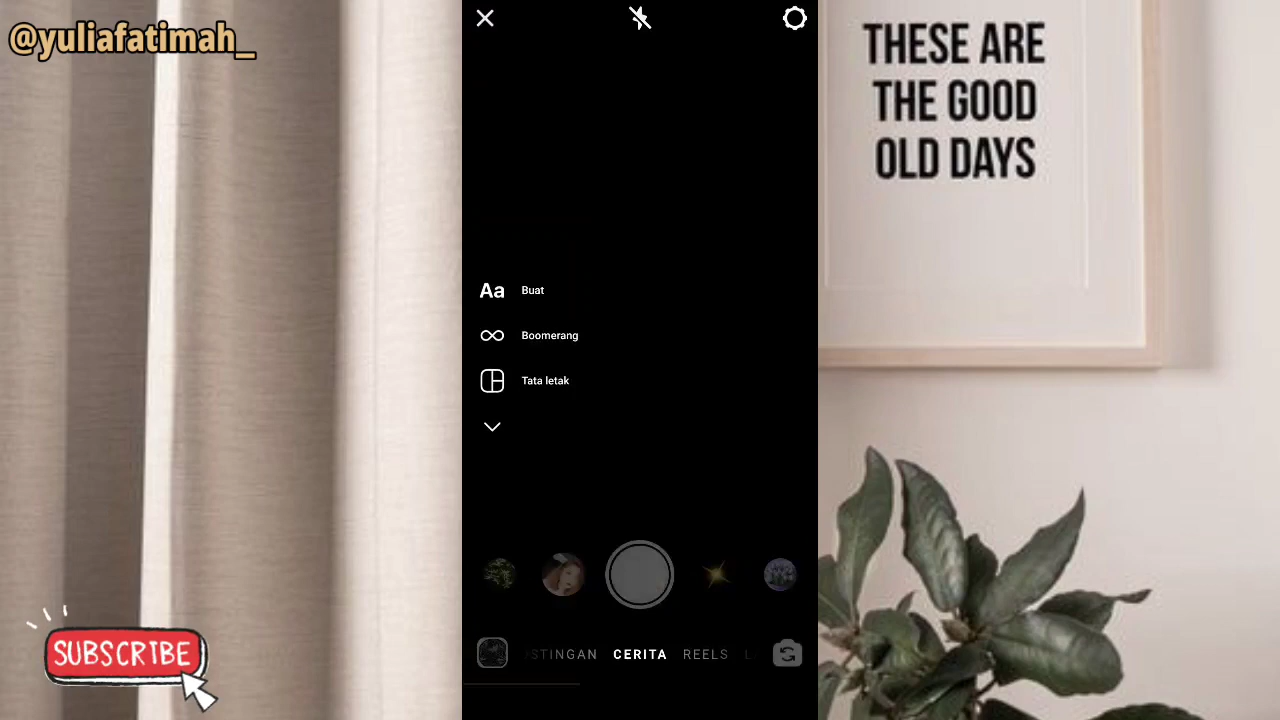 @yuliafatimah_
THESE ARE
THE GOOD
OLD DAYS
Aa Buat
Boomerang
Tata letak
STINGAN CERITA REELS L
SUBSCRIBE